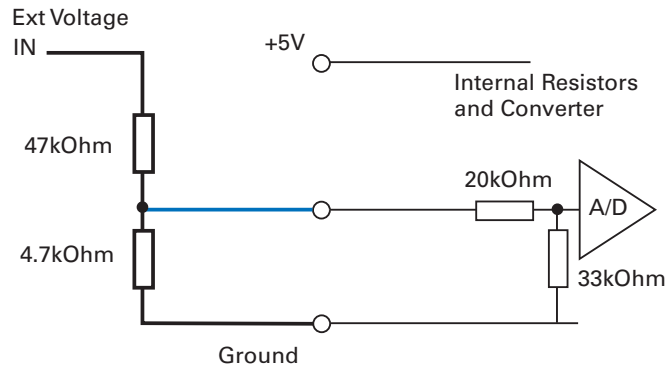 Ext Voltage
IN
+5V
Internal Resistors
and Converter
47kOhm
20kOhm
A/D
4.7kOhm
33kOhm
Ground